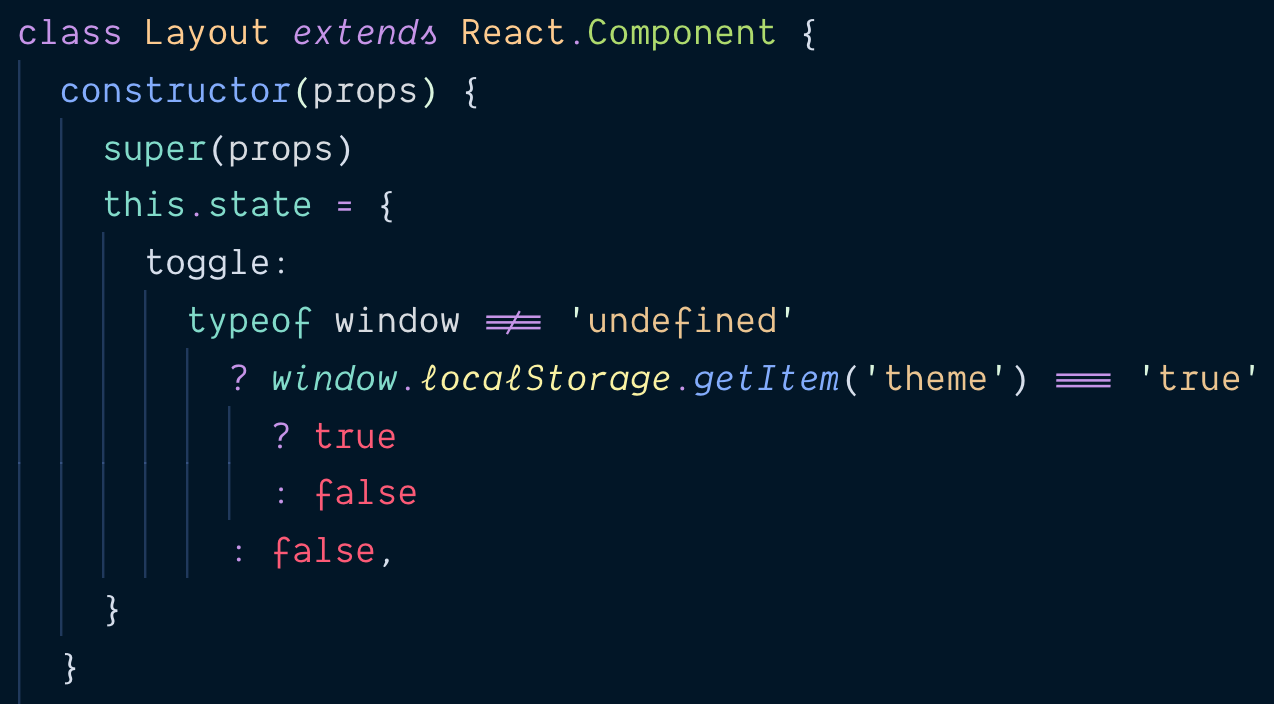 class Layout extends React.Component {
  constructor(props) {
    super(props)
    this.state = {
      toggle:
        typeof window !== 'undefined'
          ? window.localStorage.getItem('theme') === 'true'
            ? true
            : false
          : false,
    }
  }